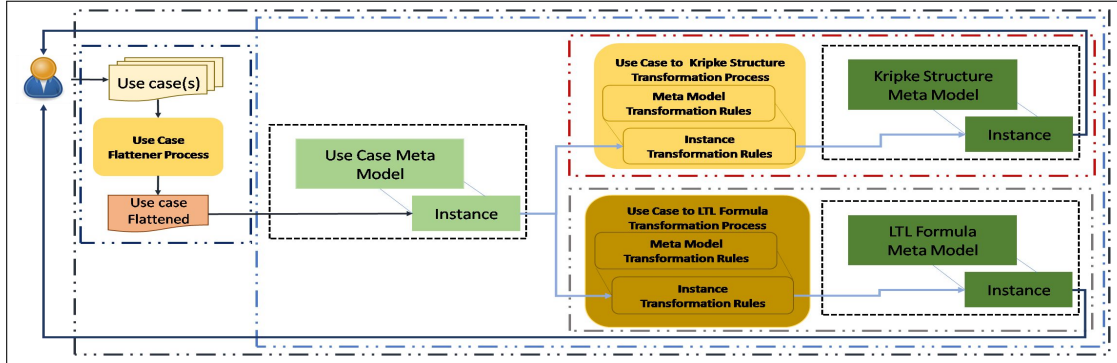 Use case(s)
Use Case
Flattener Process
Use case
Flattened
Use Case Meta
Model
Instance
Use Case to Kripke Structure
Transformation Process
Meta Model
Transformation Rules
Instance
Transformation Rules
Kripke Structure
Meta Model
Instance
Use Case to LTL Formula
Transformation Process
Meta Model
Transformation Rules
Instance
Transformation Rules
LTL Formula
Meta Model
Instance